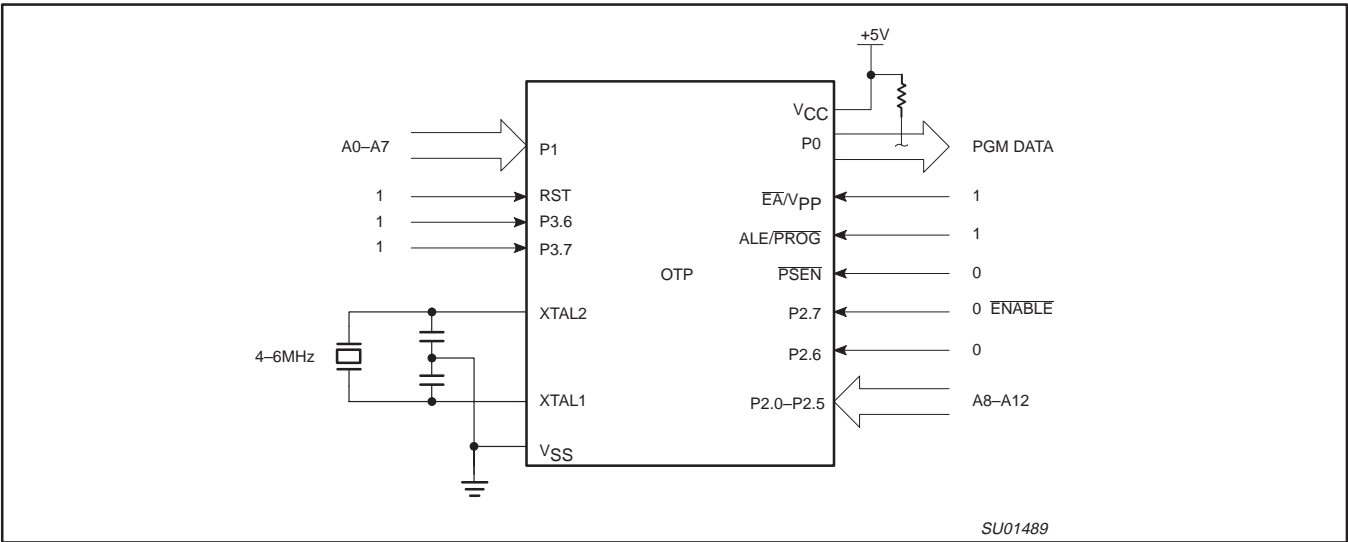 +5V
VCC
A0–A7
P1
P0
PGM DATA
1
RST
EA/VPP
1
1
P3.6
ALE/PROG
1
1
P3.7
OTP
PSEN
0
XTAL2
P2.7
0 ENABLE
4–6MHz
P2.6
0
XTAL1
P2.0–P2.5
A8–A12
VSS
SU01489